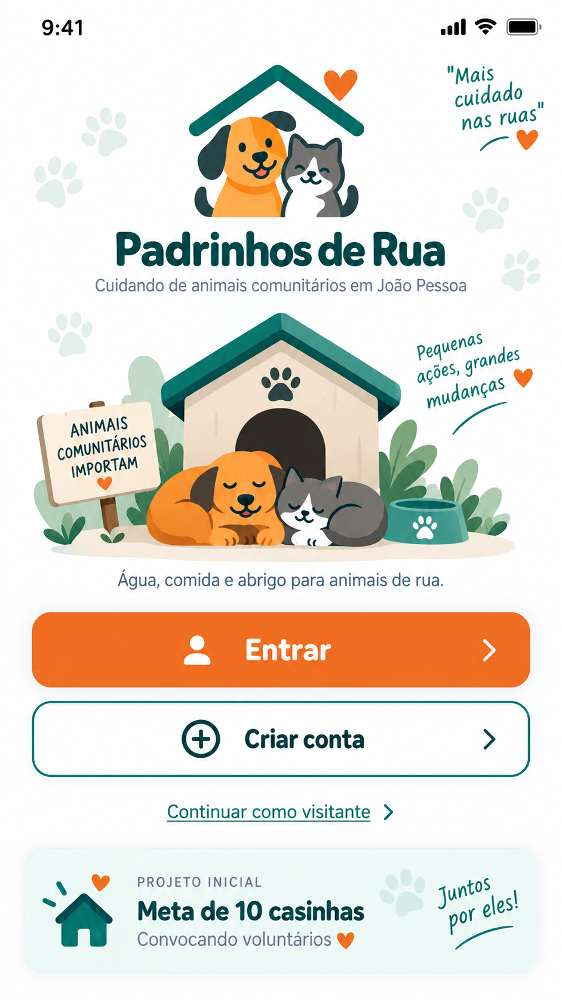 9:41
"Mais
cuidado
nas ruas"
Padrinhos de Rua
Cuidando de animais comunitários em João Pessoa
Pequenas
ações, grandes
mudanças
ANIMAIS
COMUNITÁRIOS
IMPORTAM
Água, comida e abrigo para animais de rua.
Entrar
Criar conta
Continuar como visitante
PROJETO INICIAL
Meta de 10 casinhas
Convocando voluntários
Juntos
por eles!